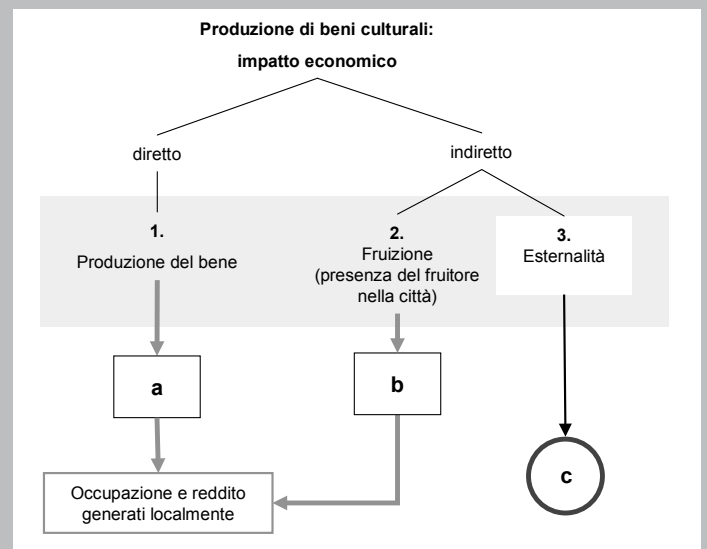 Produzione di beni culturali:
impatto economico
diretto
indiretto
1.
Produzione del bene
2.
Fruizione
(presenza del fruitore
nella città)
3.
Esternalità
a
b
c
Occupazione e reddito
generati localmente